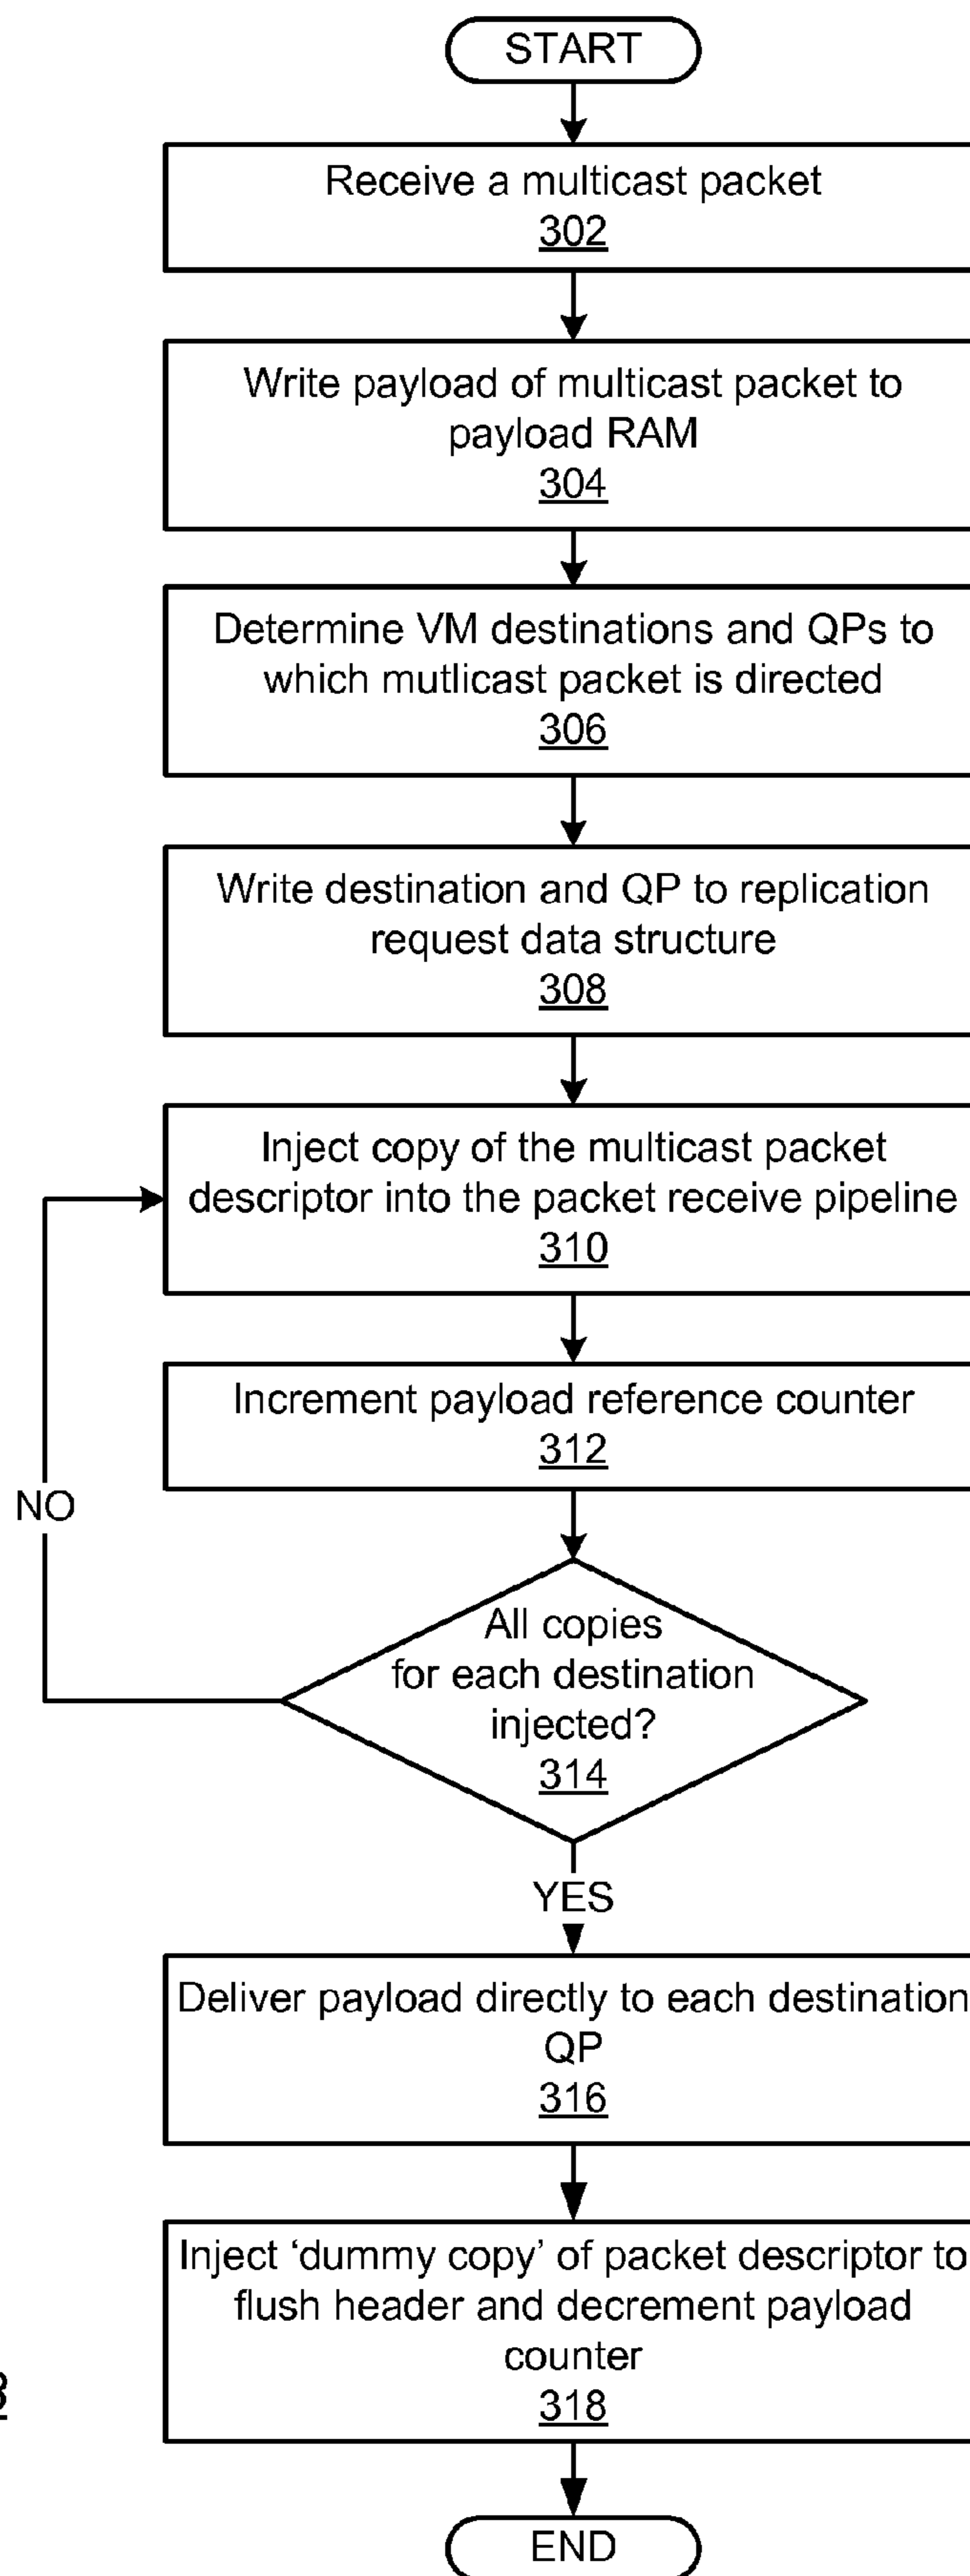 START
Receive a multicast packet
302
Write payload of multicast packet to
payload RAM
304
Determine VM destinations and QPs to
which mutlicast packet is directed
306
Write destination and QP to replication
request data structure
308
Inject copy of the multicast packet
descriptor into the packet receive pipeline
310
Increment payload reference counter
312
NO
All copies
for each destination
injected?
314
YES
Deliver payload directly to each destination
QP
316
Inject ‘dummy copy’ of packet descriptor to
flush header and decrement payload
counter
318
END